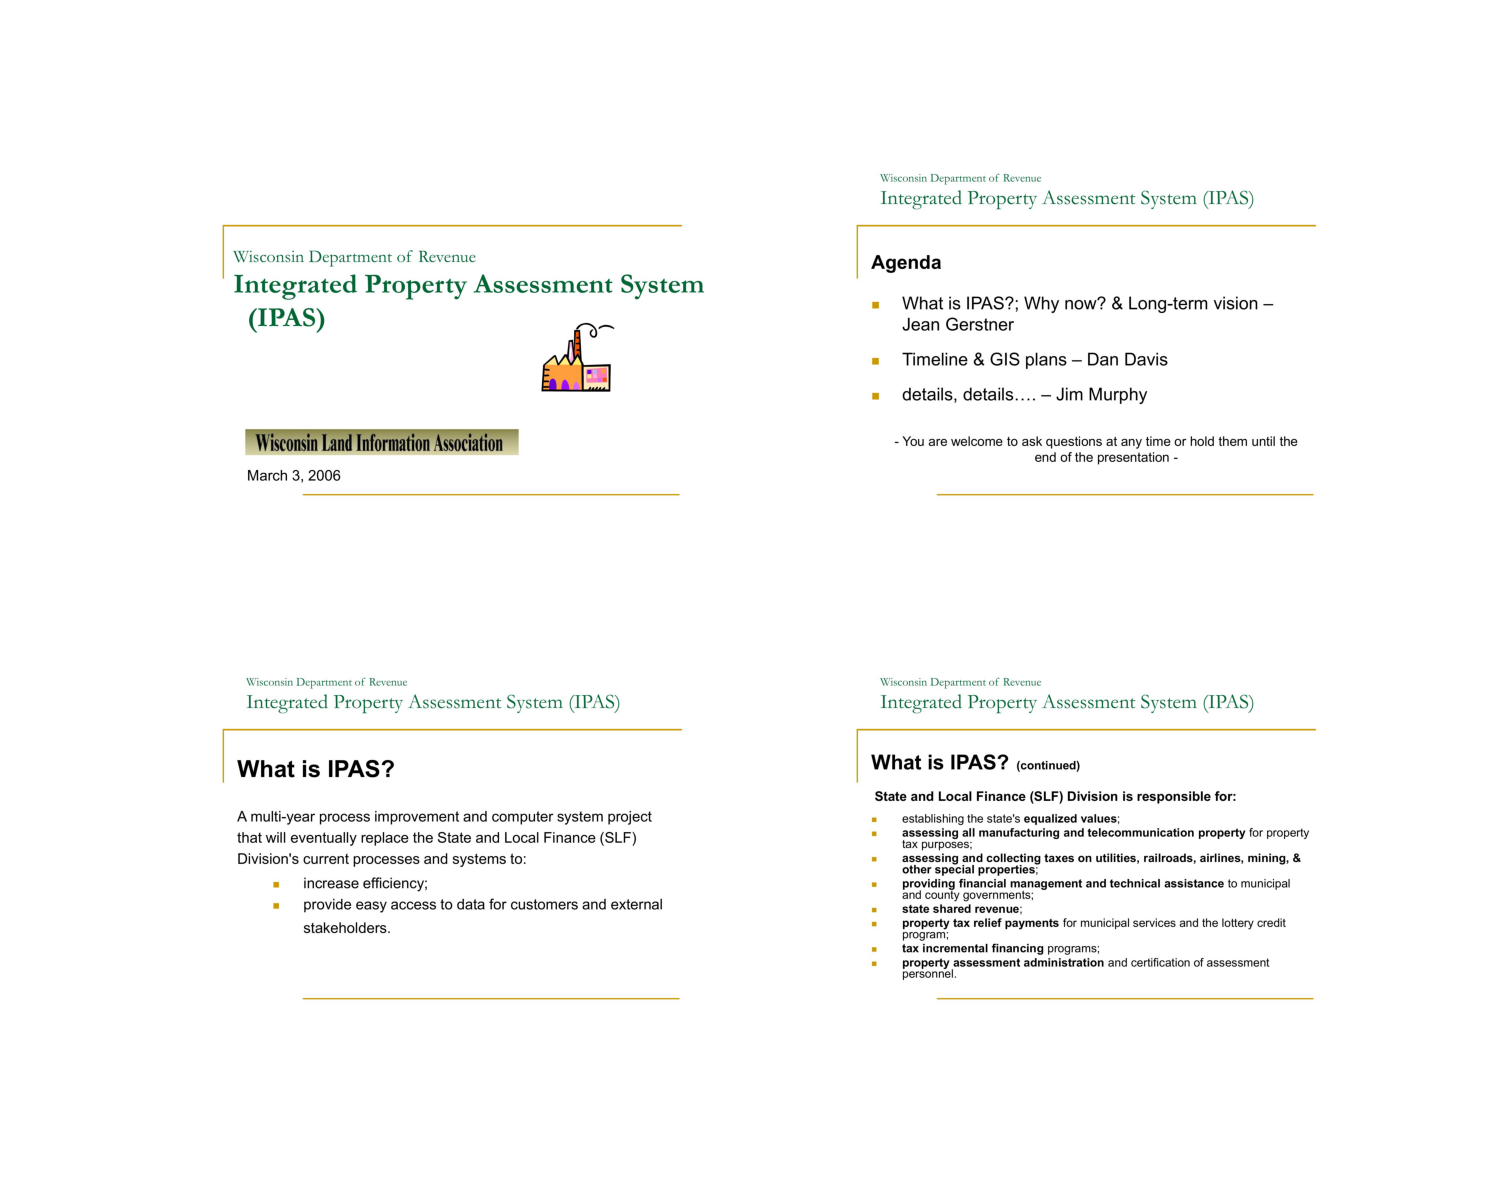 Wisconsin Department of Revenue
Integrated Property Assessment System
(IPAS)
Wisconsin Land Information Association
March 3, 2006
Wisconsin Department of Revenue
Integrated Property Assessment System (IPAS)
Agenda
What is IPAS?; Why now? & Long-term vision –
Jean Gerstner
Timeline & GIS plans – Dan Davis
details, details…. – Jim Murphy
- You are welcome to ask questions at any time or hold them until the
end of the presentation -
Wisconsin Department of Revenue
Integrated Property Assessment System (IPAS)
What is IPAS?
A multi-year process improvement and computer system project
that will eventually replace the State and Local Finance (SLF)
Division's current processes and systems to:
increase efficiency;
provide easy access to data for customers and external
stakeholders.
Wisconsin Department of Revenue
Integrated Property Assessment System (IPAS)
What is IPAS? (continued)
State and Local Finance (SLF) Division is responsible for:
establishing the state's equalized values;
assessing all manufacturing and telecommunication property for property
tax purposes;
assessing and collecting taxes on utilities, railroads, airlines, mining, &
other special properties;
providing financial management and technical assistance to municipal
and county governments;
state shared revenue;
property tax relief payments for municipal services and the lottery credit
program;
tax incremental financing programs;
property assessment administration and certification of assessment
personnel.